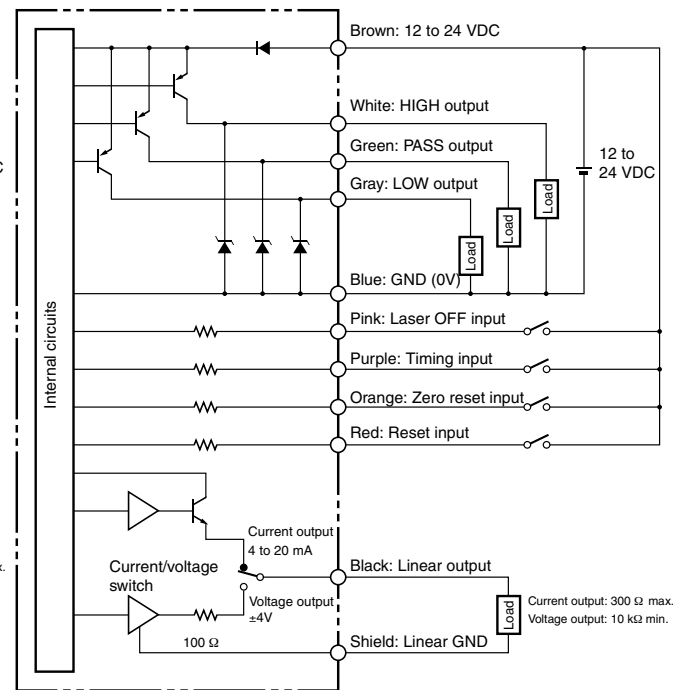 Brown: 12 to 24 VDC
White: HIGH output
Green: PASS output
Gray: LOW output
12 to
24 VDC
Load
Load
Load
Blue: GND (0V)
Internal circuits
Pink: Laser OFF input
Purple: Timing input
Orange: Zero reset input
Red: Reset input
Current output
4 to 20 mA
Current/voltage
switch
Black: Linear output
Voltage output
±4V
Load
Current output: 300 Ω max.
Voltage output: 10 kΩ min.
100 Ω
Shield: Linear GND